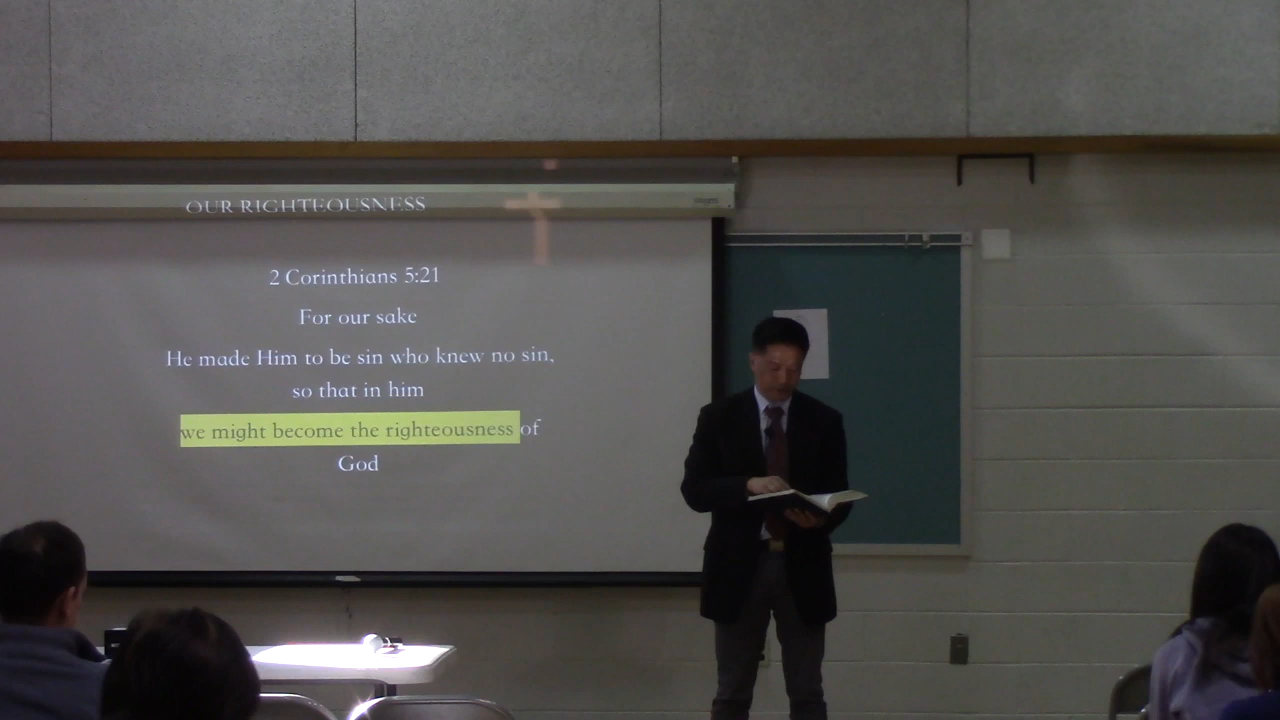 OUR RIGHTEOUSNESS
2 Corinthians 5:21
For our sake
He made Him to be sin who knew no sin,
so that in him
we might become the righteousness of
God